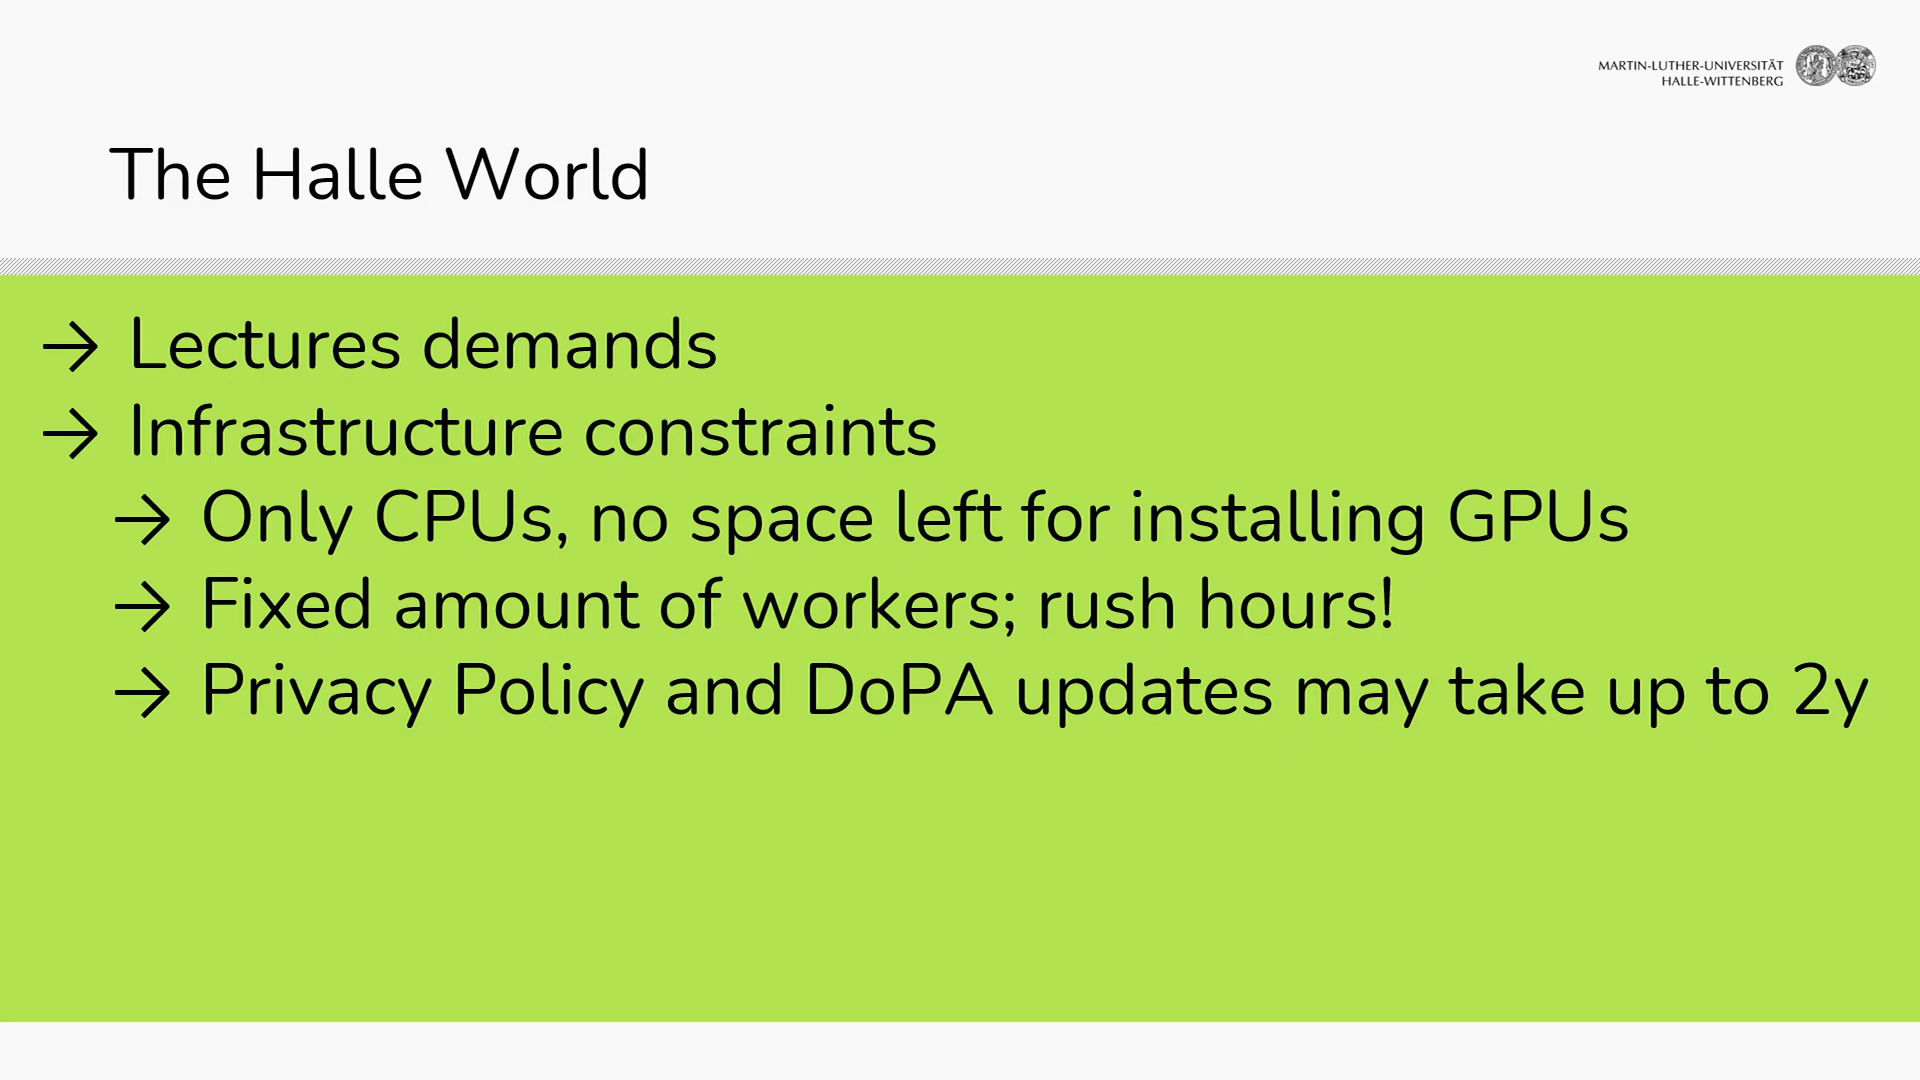 MARTIN-LUTHER-UNIVERSITÄT
HALLE-WITTENBERG
The Halle World
→ Lectures demands
→ Infrastructure constraints
→ Only CPUs, no space left for installing GPUs
→ Fixed amount of workers; rush hours!
→ Privacy Policy and DoPA updates may take up to 2y